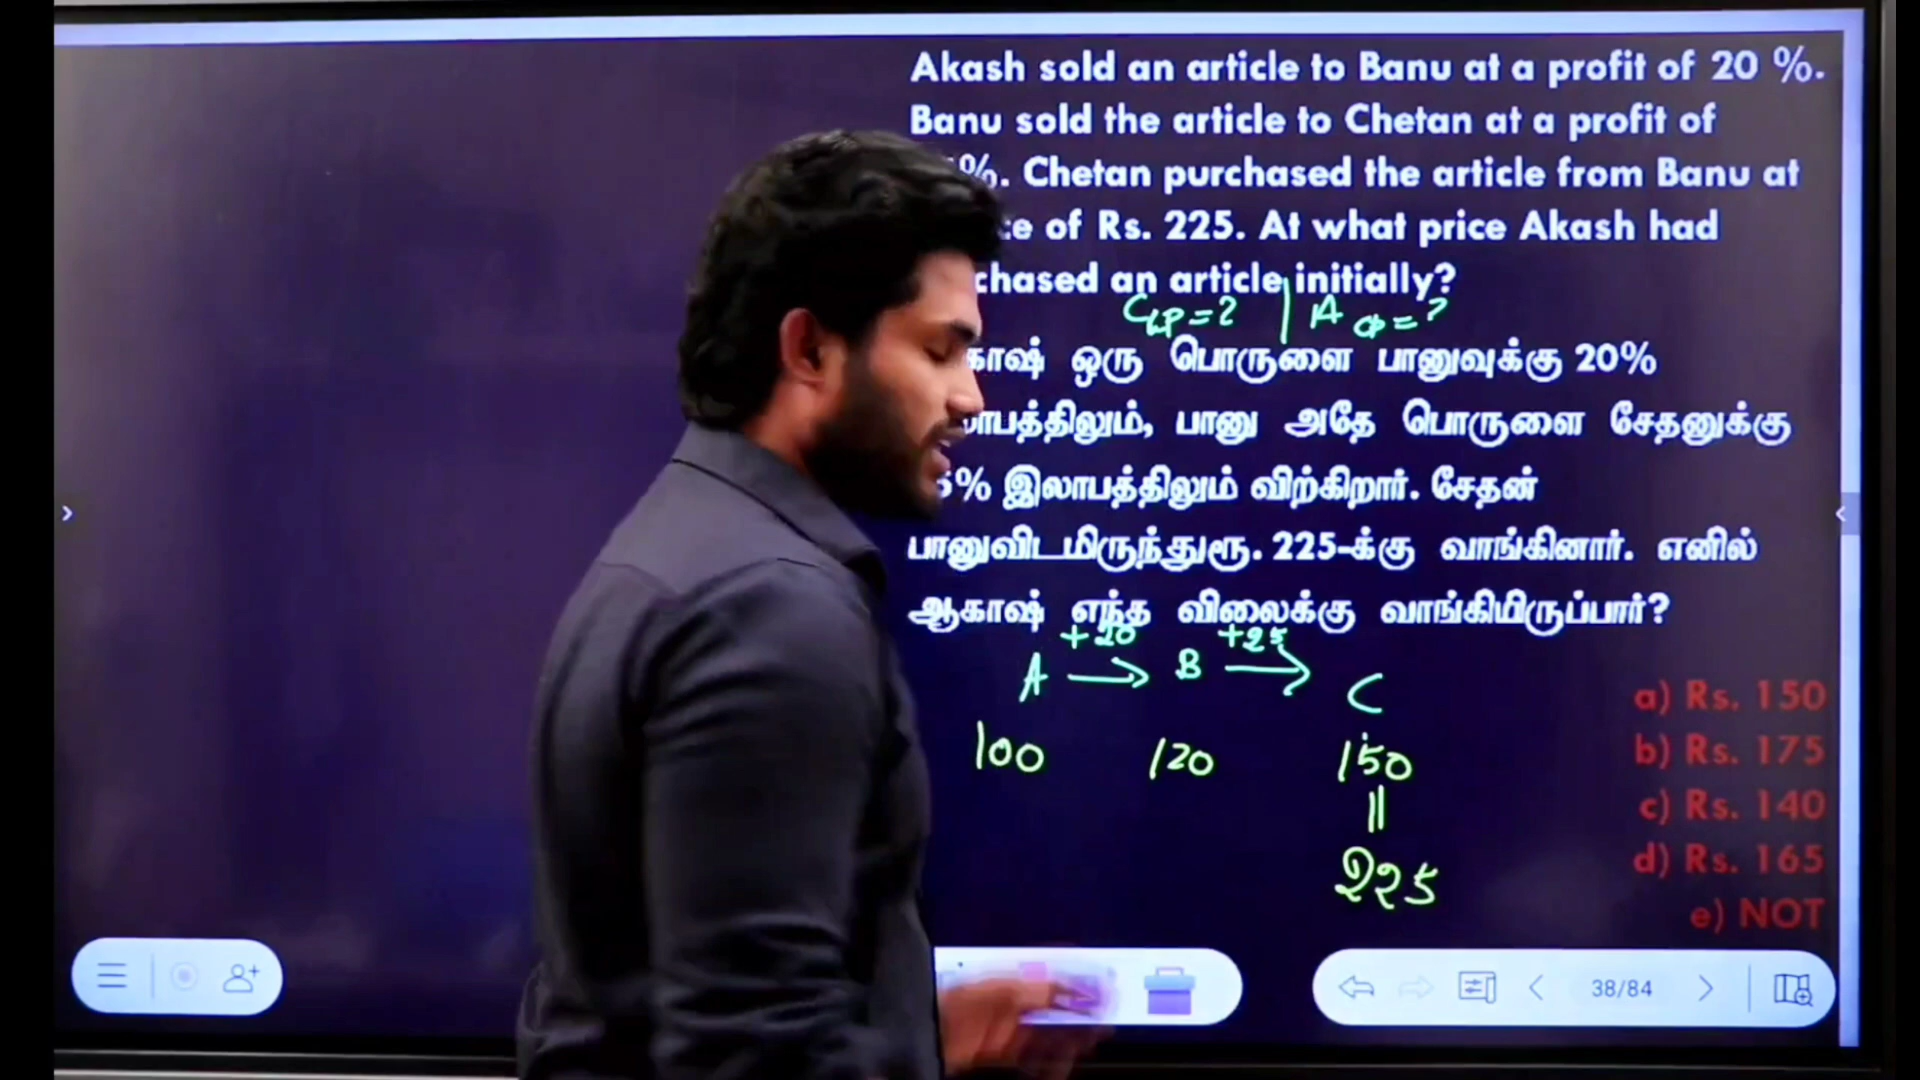 Akash sold an article to Banu at a profit of 20 %.
Banu sold the article to Chetan at a profit of
%. Chetan purchased the article from Banu at
of Rs. 225. At what price Akash had
chased an article initially?
CCP = ? | A CP = ?
ஒரு பொருளை பானுவுக்கு 20%
பானு அதே பொருளை சேதனுக்கு
5% இலாபத்திலும் விற்கிறார். சேதன்
பானுவிடமிருந்துரூ. 225-க்கு வாங்கினார். எனில்
ஆகாஷ் எந்த விலைக்கு வாங்கியிருப்பார்?
+20 +25
A → B → C
100 120 150
||
225
a) Rs. 150
b) Rs. 175
c) Rs. 140
d) Rs. 165
e) NOT
38/84